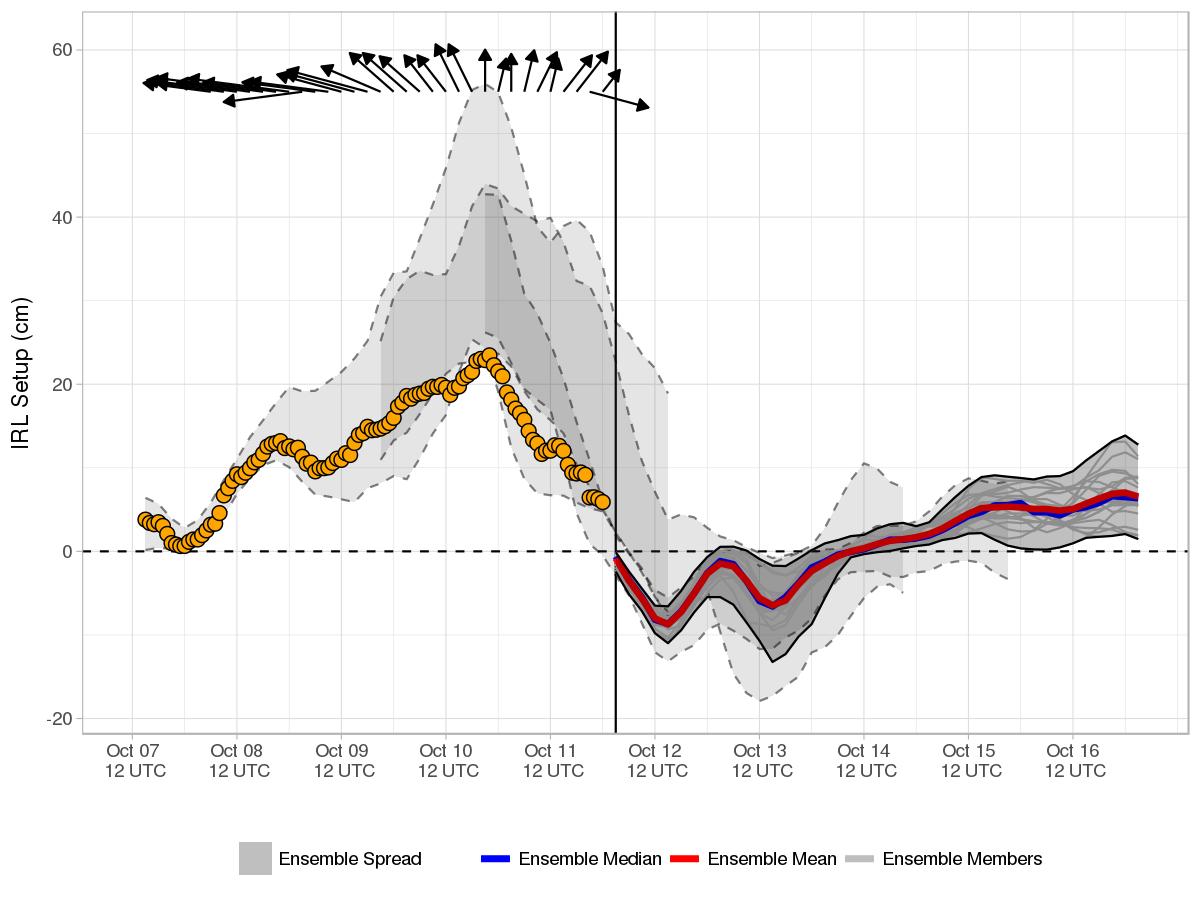 IRL Setup (cm)
60
40
20
0
-20
Oct 07 Oct 08 Oct 09 Oct 10 Oct 11 Oct 12 Oct 13 Oct 14 Oct 15 Oct 16
12 UTC 12 UTC 12 UTC 12 UTC 12 UTC 12 UTC 12 UTC 12 UTC 12 UTC 12 UTC
Ensemble Spread Ensemble Median Ensemble Mean Ensemble Members